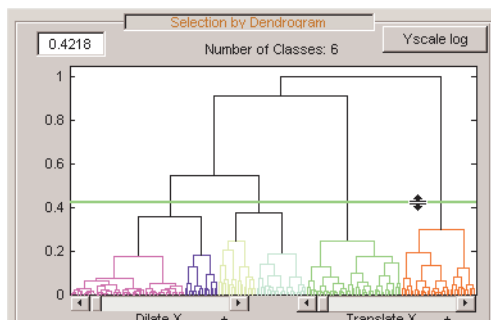 Selection by Dendrogram
0.4218
Number of Classes: 6
Yscale log
1
0.8
0.6
0.4
0.2
0
Dilate X +
Translate X +